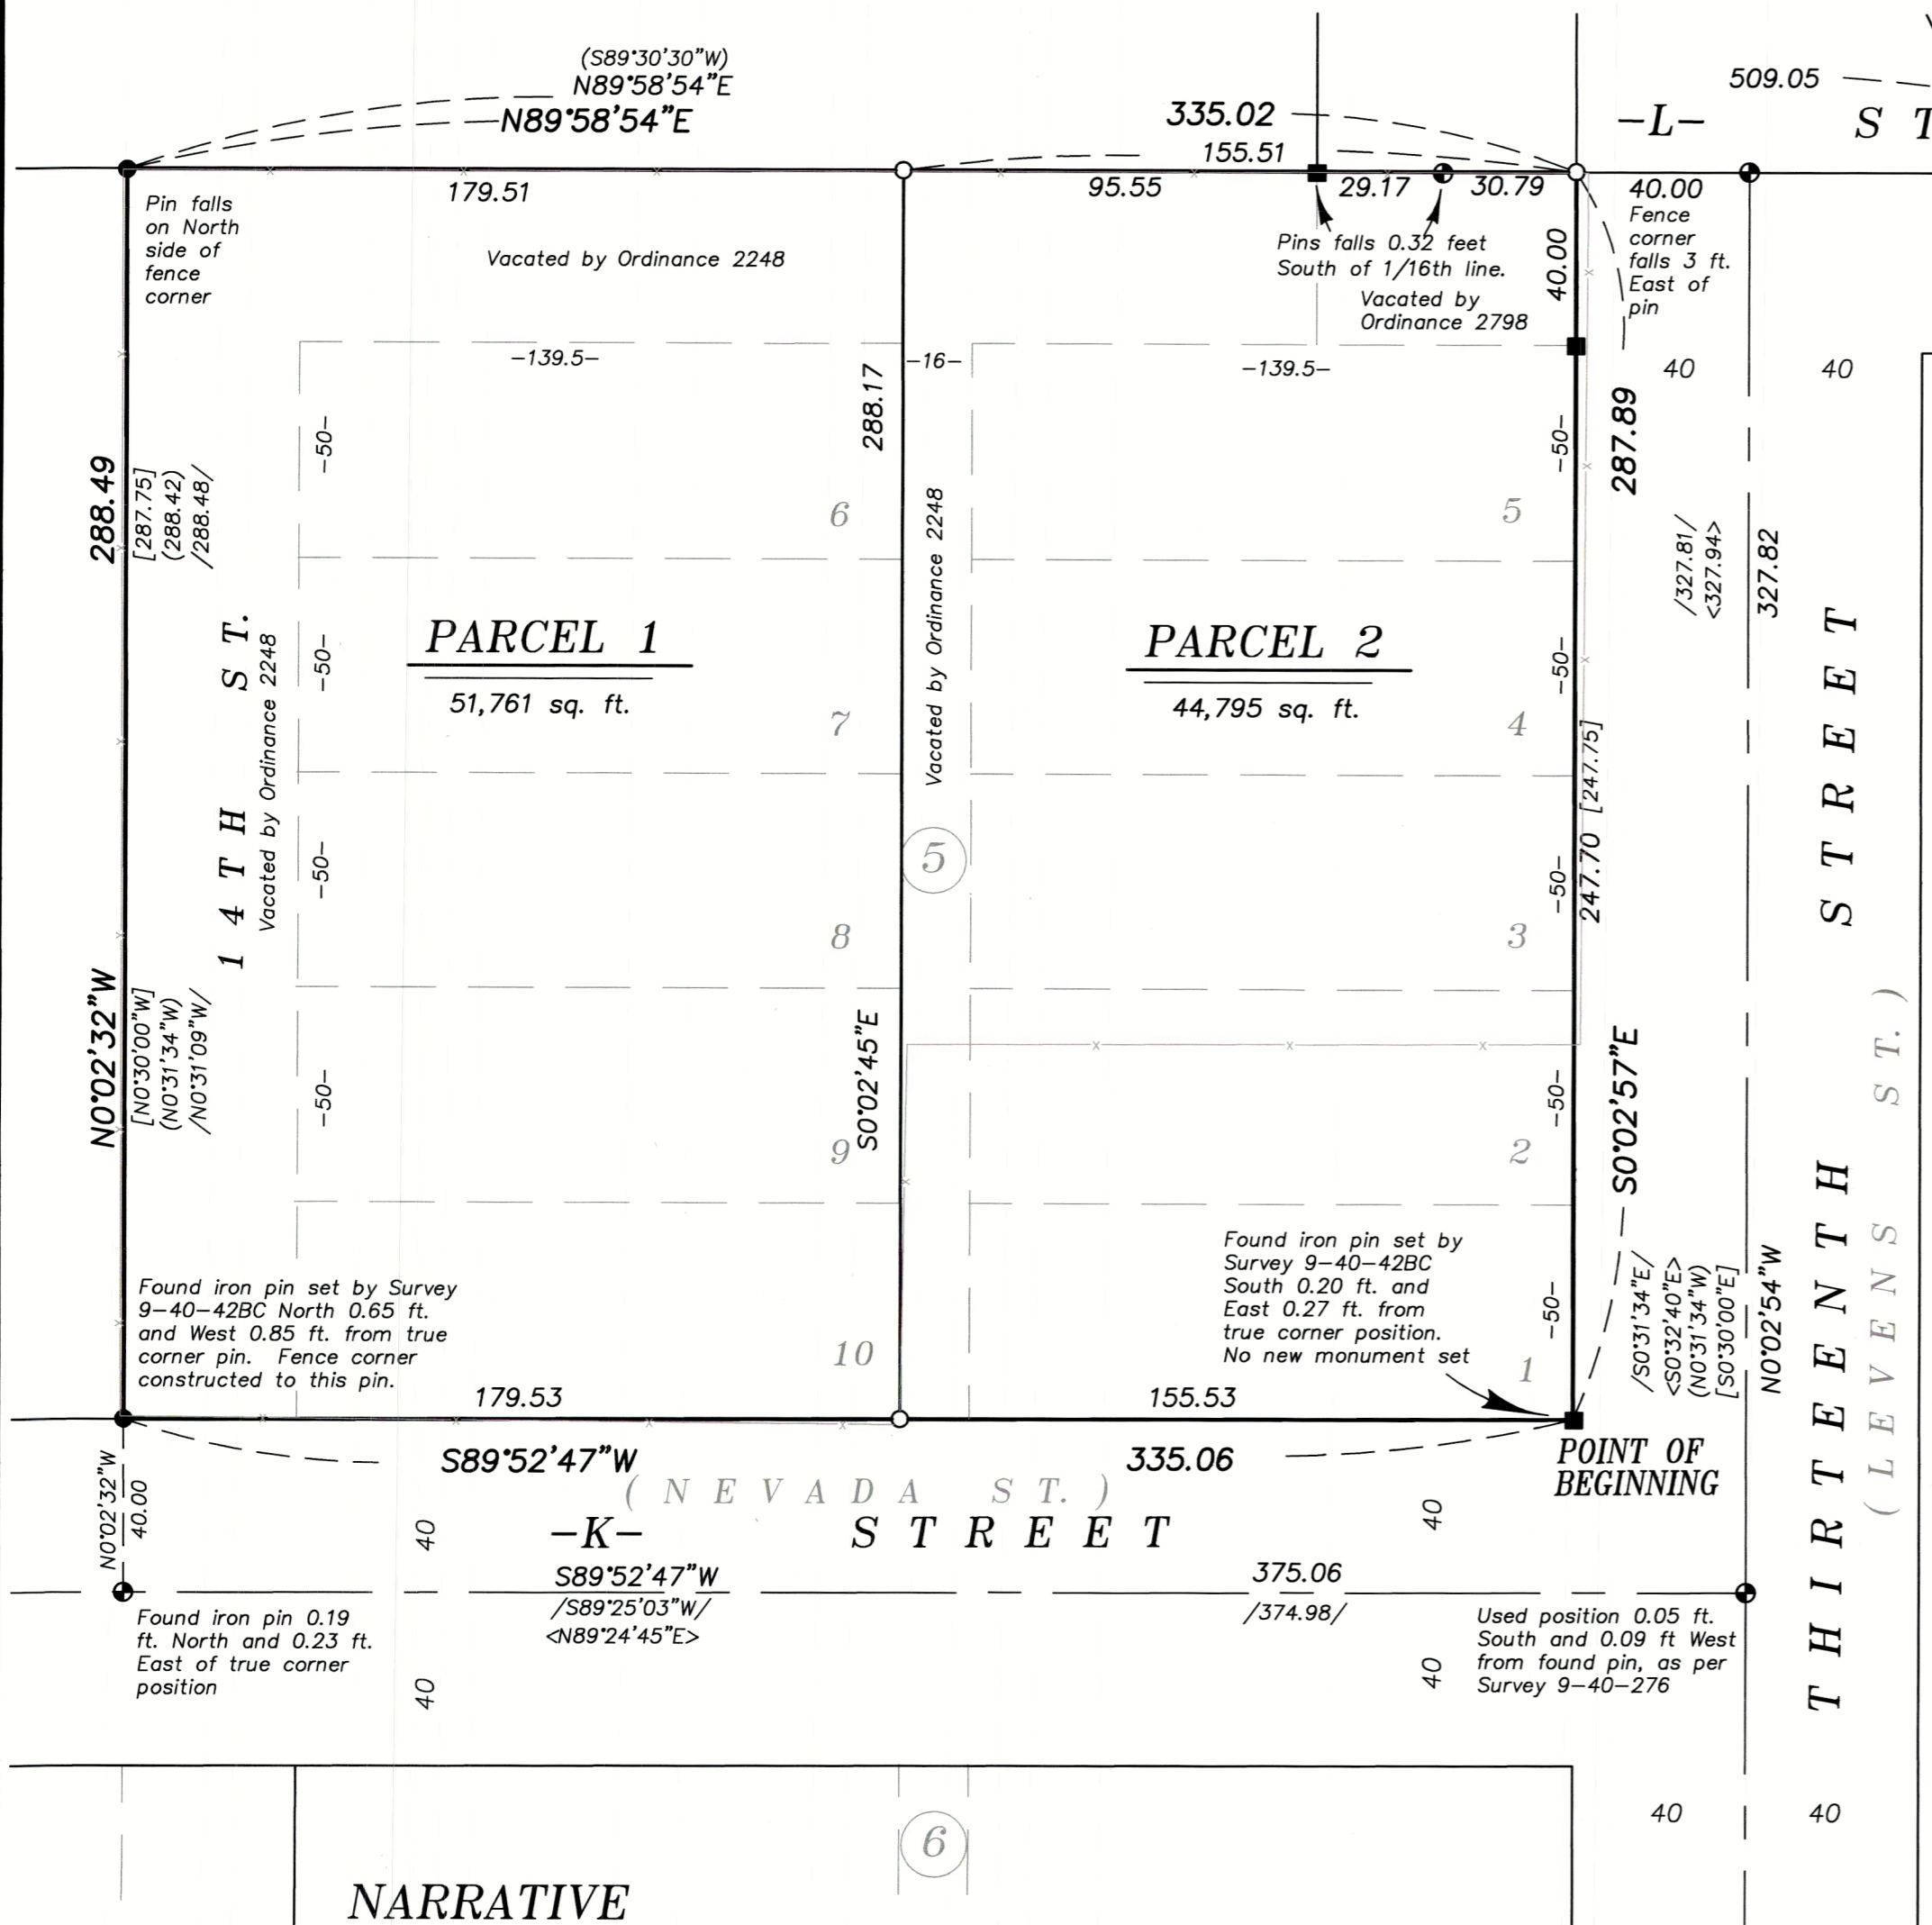 (S89°30'30"W)
N89°58'54"E
N89°58'54"E
335.02
155.51
509.05
-L-
S T
179.51
95.55
29.17
30.79
40.00
Pin falls
on North
side of
fence
corner
Vacated by Ordinance 2248
Pins falls 0.32 feet
South of 1/16th line.
Vacated by
Ordinance 2798
40.00
Fence
corner
falls 3 ft.
East of
pin
-139.5-
-16-
-139.5-
40
40
288.49
[287.75]
(288.42)
/288.48/
-50-
288.17
-50-
287.89
6
5
Vacated by Ordinance 2248
/327.81/
<327.94>
327.82
14TH ST.
Vacated by Ordinance 2248
-50-
PARCEL 1
51,761 sq. ft.
PARCEL 2
44,795 sq. ft.
-50-
7
4
247.70 [247.75]
5
-50-
-50-
8
3
N0°02'32"W
[N0°30'00"W]
(N0°31'34"W)
/N0°31'09"W/
-50-
S0°02'45"E
-50-
S0°02'57"E
9
2
THIRTEENTH STREET
(LEVENS ST.)
Found iron pin set by Survey
9-40-42BC North 0.65 ft.
and West 0.85 ft. from true
corner pin. Fence corner
constructed to this pin.
10
Found iron pin set by
Survey 9-40-42BC
South 0.20 ft. and
East 0.27 ft. from
true corner position.
No new monument set
-50-
1
/S0°31'34"E/
<S0°32'40"E>
(N0°31'34"W)
[S0°30'00"E]
N0°02'54"W
179.53
155.53
S89°52'47"W
335.06
POINT OF
BEGINNING
(NEVADA ST.)
N0°02'32"W
40.00
40
-K-
STREET
40
S89°52'47"W
375.06
/S89°25'03"W/
/374.98/
<N89°24'45"E>
Found iron pin 0.19
ft. North and 0.23 ft.
East of true corner
position
40
40
Used position 0.05 ft.
South and 0.09 ft West
from found pin, as per
Survey 9-40-276
40
40
6
NARRATIVE